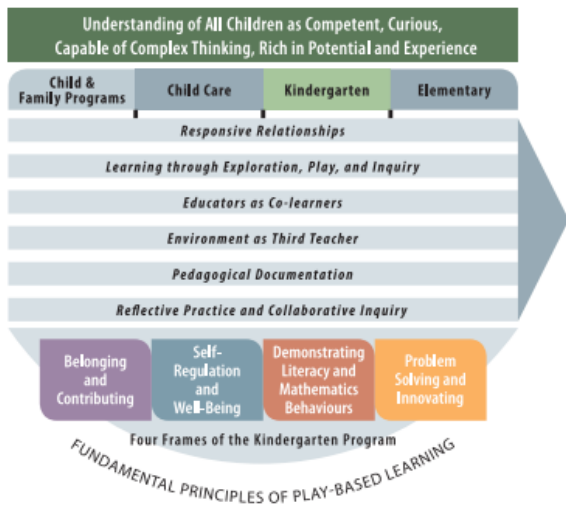 Understanding of All Children as Competent, Curious,
Capable of Complex Thinking, Rich in Potential and Experience
Child &
Family Programs
Child Care
Kindergarten
Elementary
Responsive Relationships
Learning through Exploration, Play, and Inquiry
Educators as Co-learners
Environment as Third Teacher
Pedagogical Documentation
Reflective Practice and Collaborative Inquiry
Belonging
and
Contributing
Self-
Regulation
and
Well-Being
Demonstrating
Literacy and
Mathematics
Behaviours
Problem
Solving and
Innovating
Four Frames of the Kindergarten Program
FUNDAMENTAL PRINCIPLES OF PLAY-BASED LEARNING